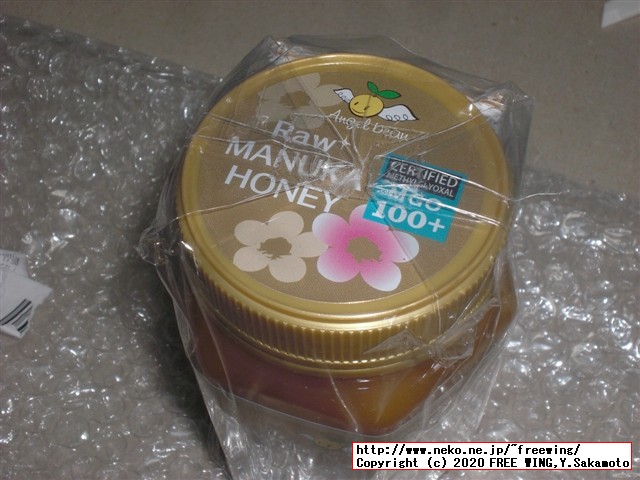 Angel bean
Raw
MANUKA
HONEY
CERTIFIED
METHYLGLYOXAL
MGO
100+
http://www.neko.ne.jp/~freewing/
Copyright (c) 2020 FREE WING,Y.Sakamoto